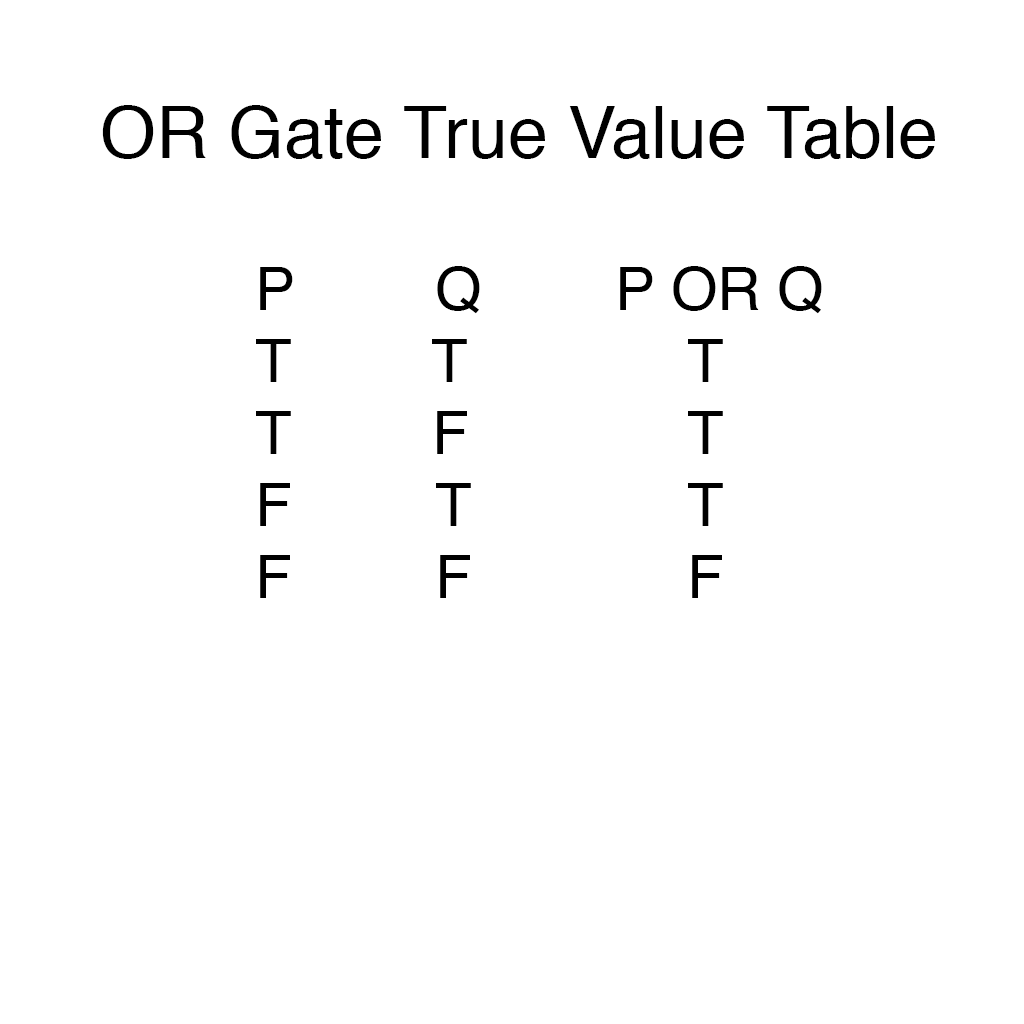 OR Gate True Value Table
P Q P OR Q
T T T
T F T
F T T
F F F